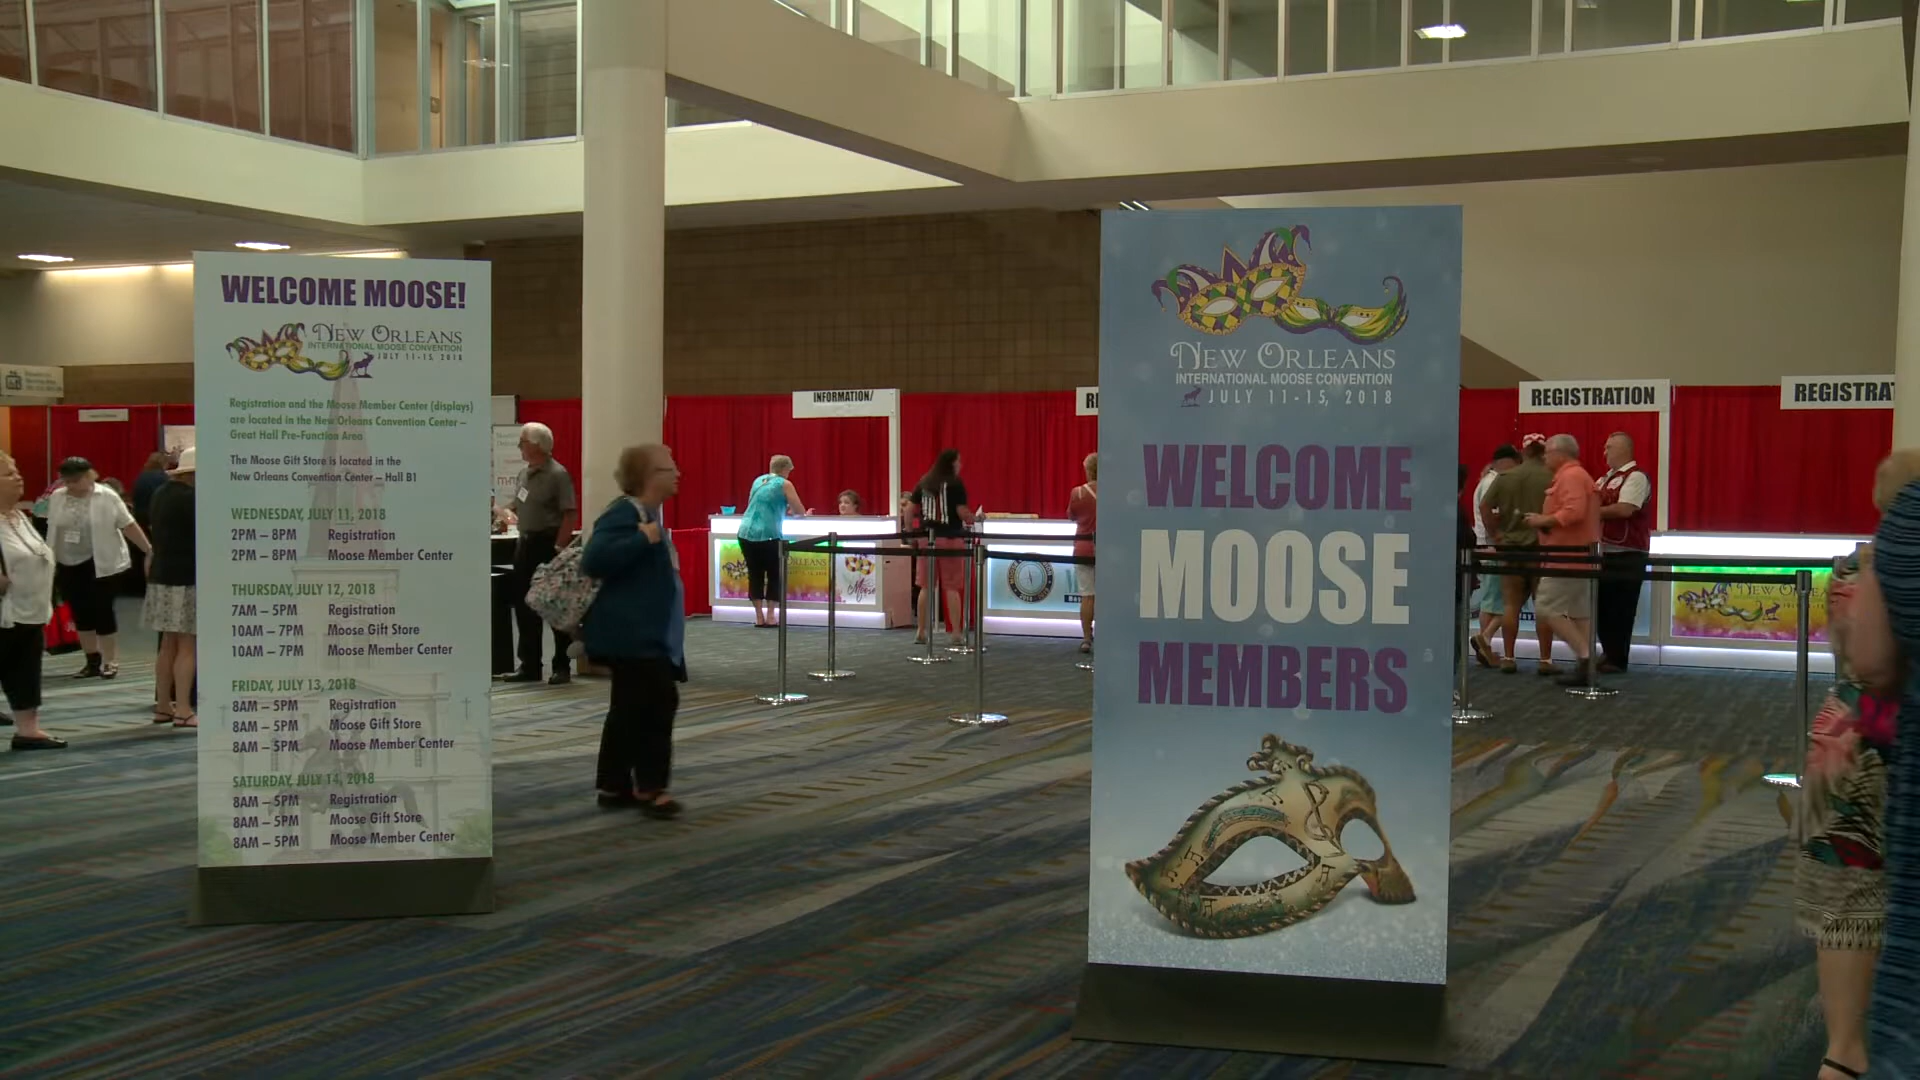 WELCOME MOOSE!
NEW ORLEANS
INTERNATIONAL MOOSE CONVENTION
JULY 11-15, 2018
Registration and the Moose Member Center (displays)
are located in the New Orleans Convention Center –
Great Hall Pre-Function Area
The Moose Gift Store is located in the
New Orleans Convention Center – Hall B1
WEDNESDAY, JULY 11, 2018
2PM – 8PM Registration
2PM – 8PM Moose Member Center
THURSDAY, JULY 12, 2018
7AM – 5PM Registration
10AM – 7PM Moose Gift Store
10AM – 7PM Moose Member Center
FRIDAY, JULY 13, 2018
8AM – 5PM Registration
8AM – 5PM Moose Gift Store
8AM – 5PM Moose Member Center
SATURDAY, JULY 14, 2018
8AM – 5PM Registration
8AM – 5PM Moose Gift Store
8AM – 5PM Moose Member Center
INFORMATION/
RE
NEW ORLEANS
INTERNATIONAL MOOSE CONVENTION
JULY 11-15, 2018
WELCOME
MOOSE
MEMBERS
REGISTRATION
REGISTRAT